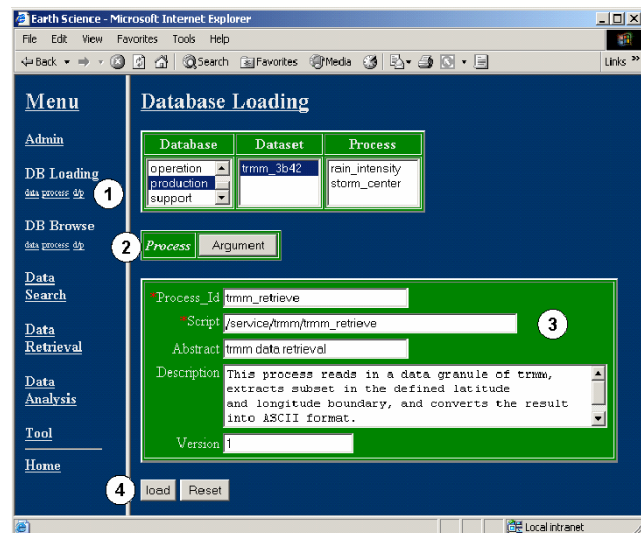 Earth Science - Microsoft Internet Explorer
File Edit View Favorites Tools Help
Back Search Favorites Media Links »
Menu
Admin
DB Loading
data process d/p
1
DB Browse
data process d/p
Data
Search
Data
Retrieval
Data
Analysis
Tool
Home
Database Loading
Database Dataset Process
operation trmm_3b42 rain_intensity
production storm_center
support
2 Process Argument
*Process_Id trmm_retrieve
*Script /service/trmm/trmm_retrieve 3
Abstract trmm data retrieval
Description This process reads in a data granule of trmm,
extracts subset in the defined latitude
and longitude boundary, and converts the result
into ASCII format.
Version 1
4 load Reset
Local intranet